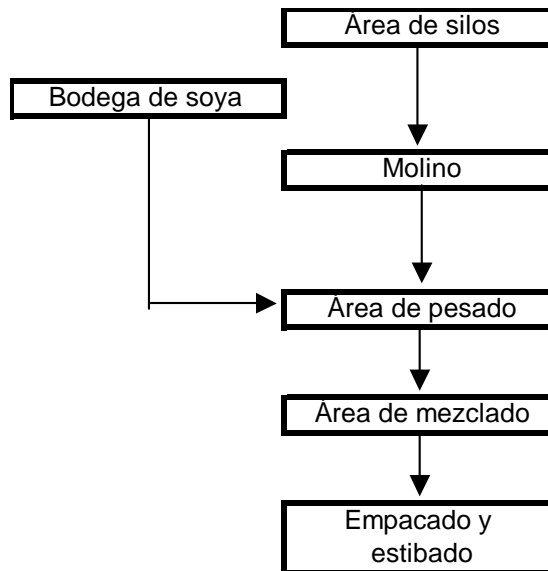 Área de silos
Bodega de soya
Molino
Área de pesado
Área de mezclado
Empacado y
estibado